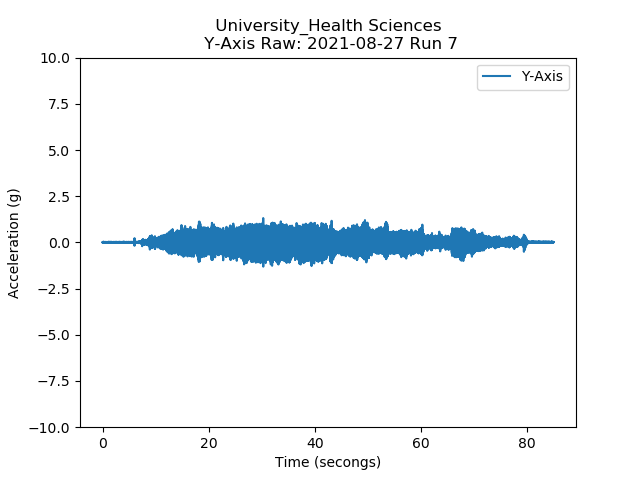 University_Health Sciences
Y-Axis Raw: 2021-08-27 Run 7
Y-Axis
10.0
7.5
5.0
2.5
0.0
−2.5
−5.0
−7.5
−10.0
Acceleration (g)
0 20 40 60 80
Time (secongs)